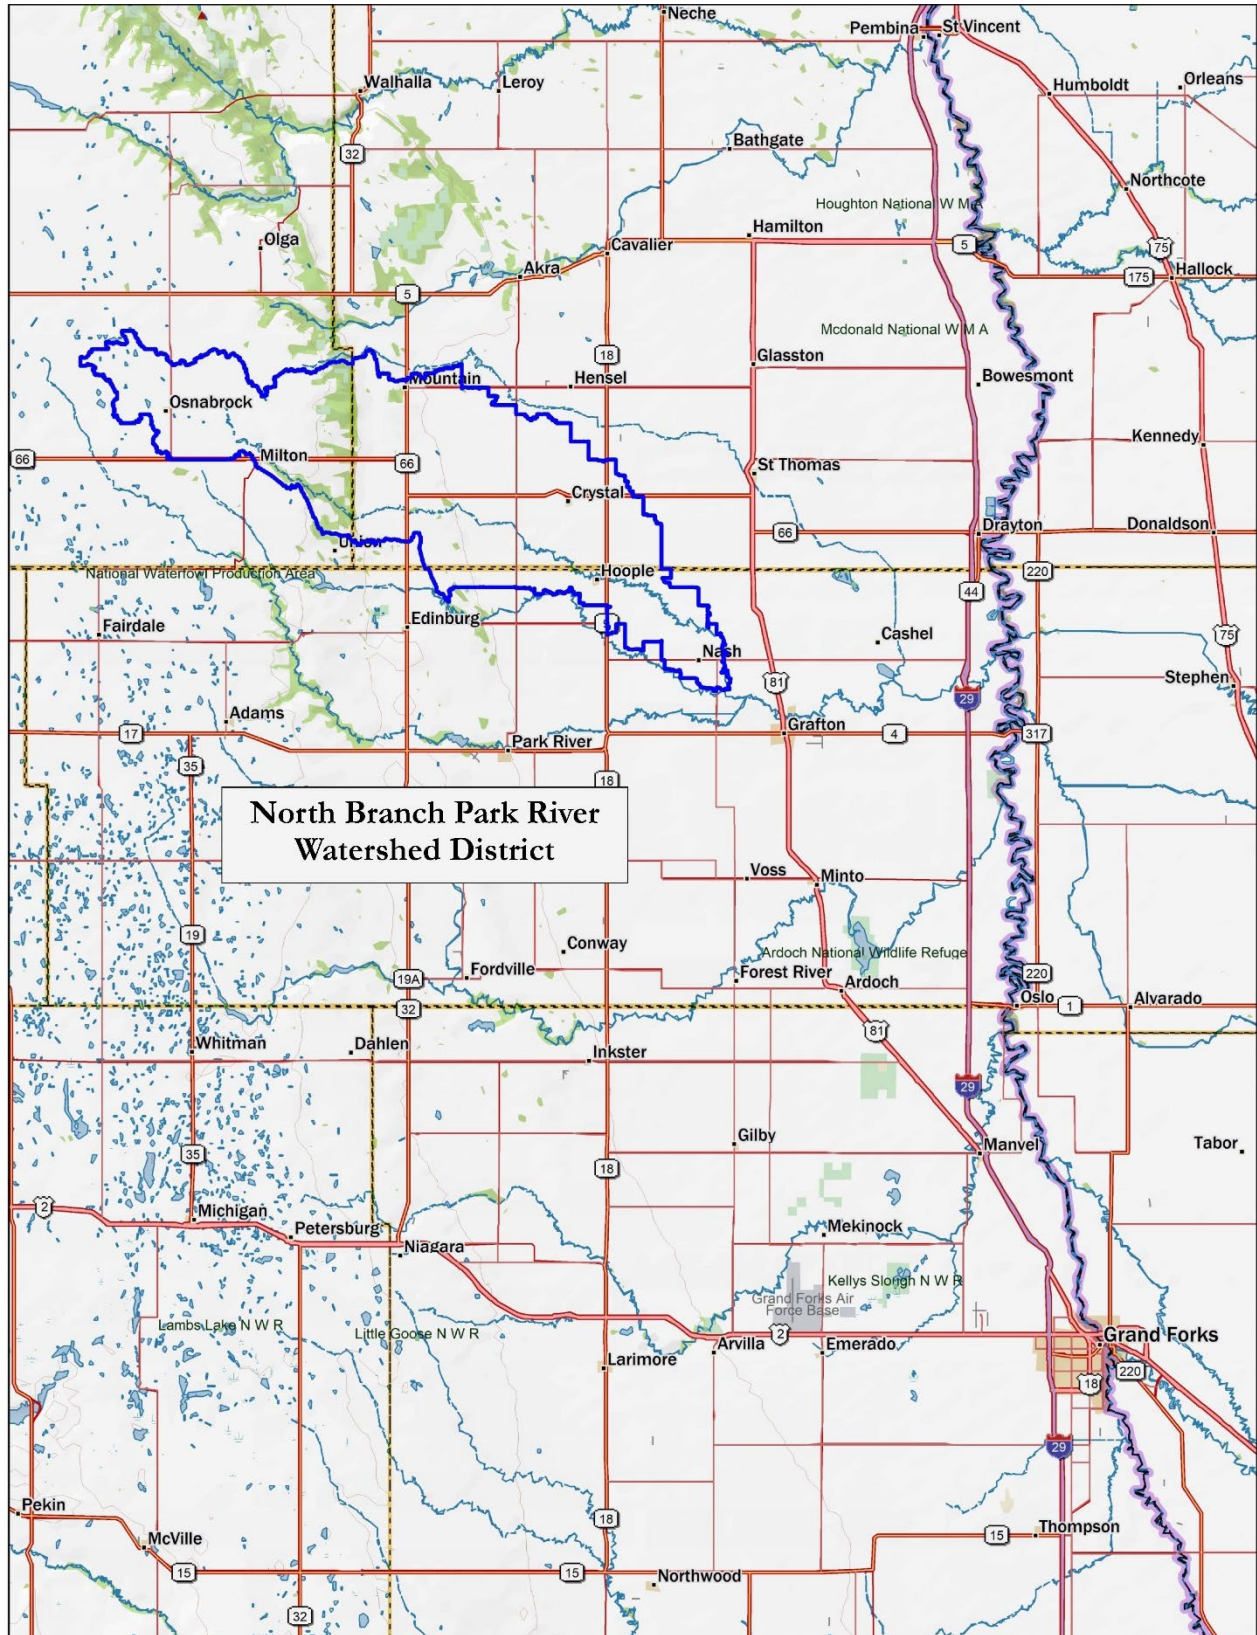 Neche
Pembina
St Vincent
Walhalla
Leroy
Humboldt
Orleans
Bathgate
32
Northcote
Houghton National W M A
Olga
Hamilton
Cavalier
5
75
Akra
175
Hallock
5
Mcdonald National W M A
18
Glasston
Mountain
Hensel
Bowesmont
Osnabrock
Kennedy
66
Milton
66
St Thomas
Crystal
Drayton
Donaldson
66
Union
National Waterfowl Production Area
Hoople
220
44
Edinburg
Fairdale
Cashel
75
Nash
81
Stephen
29
Adams
Grafton
17
4
317
Park River
35
18
North Branch Park River
Watershed District
Voss
Minto
19
Conway
Ardoch National Wildlife Refuge
19A
Fordville
Forest River
220
Ardoch
32
Oslo
1
Alvarado
81
Whitman
Dahlen
Inkster
29
Gilby
Manvel
Tabor
35
18
2
Michigan
Petersburg
Mekinock
Niagara
Kellys Slough N W R
Grand Forks Air
Force Base
Lambs Lake N W R
Little Goose N W R
2
Grand Forks
Arvilla
Emerado
Larimore
220
18
29
Pekin
18
Thompson
15
McVille
15
15
Northwood
32